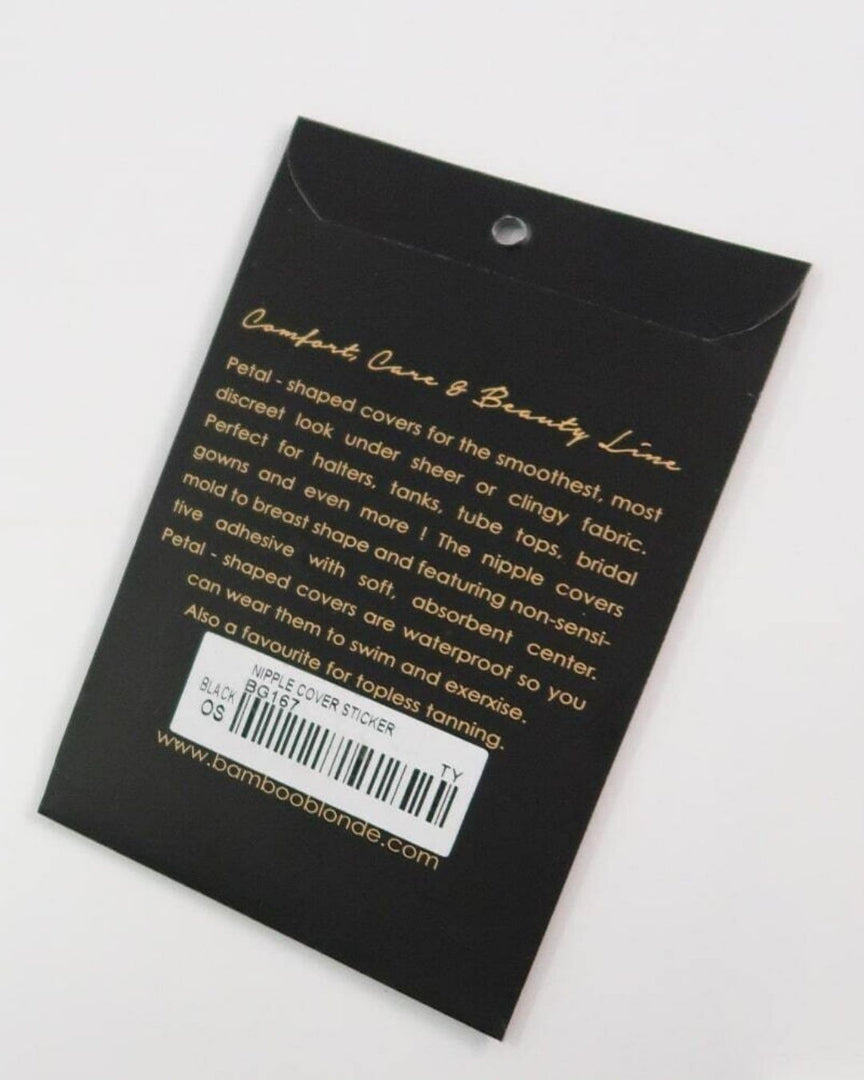 Comfort, Care & Beauty Line
Petal - shaped covers for the smoothest, most
discreet look under sheer or clingy fabric.
Perfect for halters, tanks, tube tops, bridal
gowns and even more ! The nipple covers
mold to breast shape and featuring non-sensi-
tive adhesive with soft, absorbent center.
Petal - shaped covers are waterproof so you
can wear them to swim and exerxise.
Also a favourite for topless tanning.
NIPPLE COVER STICKER
BLACK BG167
OS
TY
www.bambooblonde.com